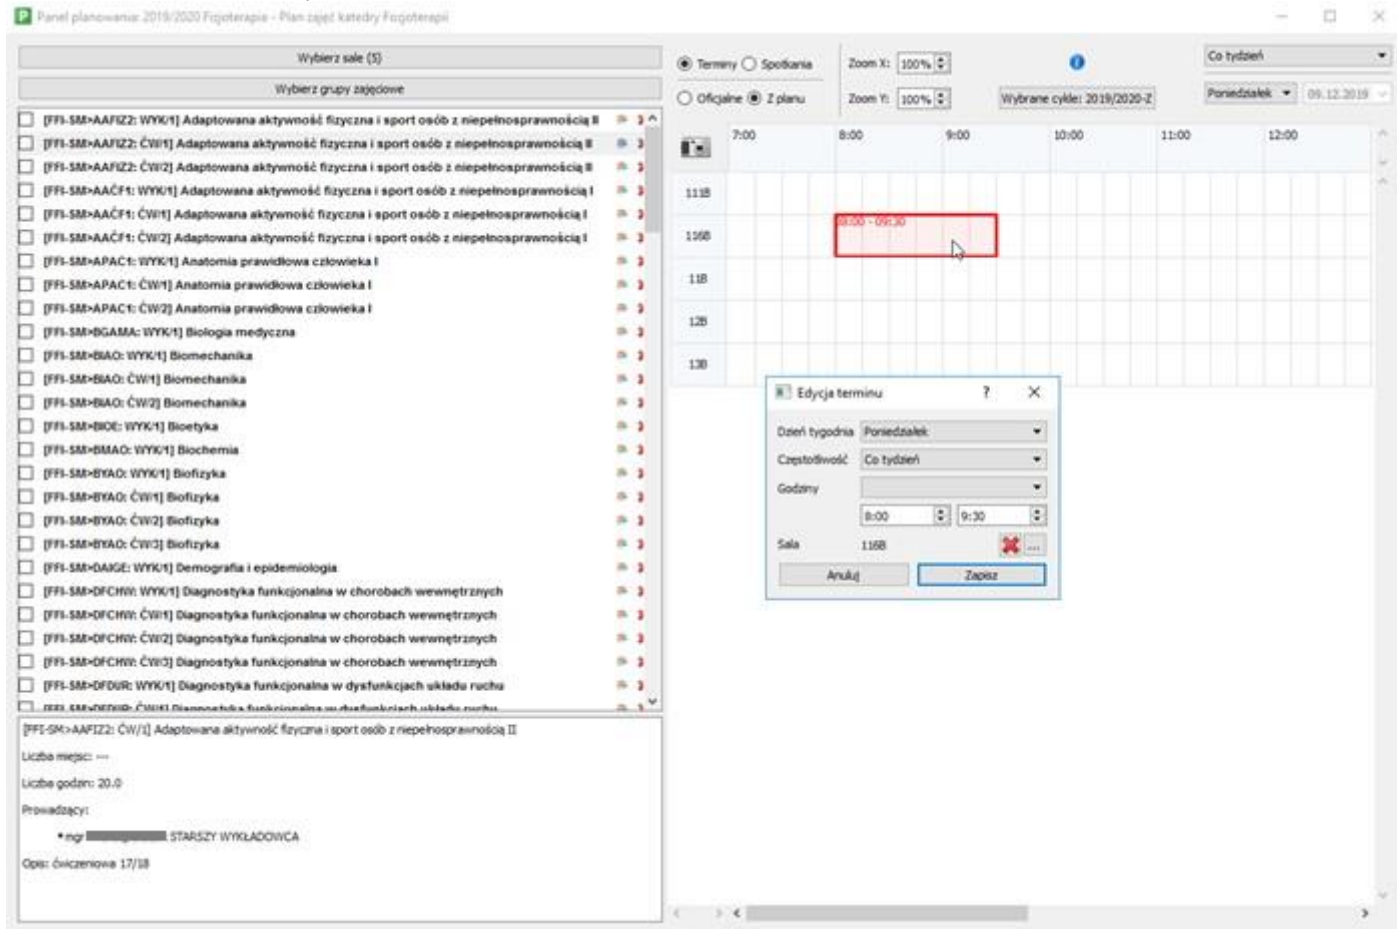 Panel planowania: 2019/2020 Fizjoterapia - Plan zajęć katedry Fizjoterapii
Wybierz sale (5)
Wybierz grupy zajęciowe
[FFI-SM>AAFIZ2: WYK/1] Adaptowana aktywność fizyczna i sport osób z niepełnosprawnością II
[FFI-SM>AAFIZ2: ĆW/1] Adaptowana aktywność fizyczna i sport osób z niepełnosprawnością II
[FFI-SM>AAFIZ2: ĆW/2] Adaptowana aktywność fizyczna i sport osób z niepełnosprawnością II
[FFI-SM>AAĆF1: WYK/1] Adaptowana aktywność fizyczna i sport osób z niepełnosprawnością I
[FFI-SM>AAĆF1: ĆW/1] Adaptowana aktywność fizyczna i sport osób z niepełnosprawnością I
[FFI-SM>AAĆF1: ĆW/2] Adaptowana aktywność fizyczna i sport osób z niepełnosprawnością I
[FFI-SM>APAC1: WYK/1] Anatomia prawidłowa człowieka I
[FFI-SM>APAC1: ĆW/1] Anatomia prawidłowa człowieka I
[FFI-SM>APAC1: ĆW/2] Anatomia prawidłowa człowieka I
[FFI-SM>BGAMA: WYK/1] Biologia medyczna
[FFI-SM>BIAO: WYK/1] Biomechanika
[FFI-SM>BIAO: ĆW/1] Biomechanika
[FFI-SM>BIAO: ĆW/2] Biomechanika
[FFI-SM>BIOE: WYK/1] Bioetyka
[FFI-SM>BMAO: WYK/1] Biochemia
[FFI-SM>BYAO: WYK/1] Biofizyka
[FFI-SM>BYAO: ĆW/1] Biofizyka
[FFI-SM>BYAO: ĆW/2] Biofizyka
[FFI-SM>BYAO: ĆW/3] Biofizyka
[FFI-SM>DAIGE: WYK/1] Demografia i epidemiologia
[FFI-SM>DFCHW: WYK/1] Diagnostyka funkcjonalna w chorobach wewnętrznych
[FFI-SM>DFCHW: ĆW/1] Diagnostyka funkcjonalna w chorobach wewnętrznych
[FFI-SM>DFCHW: ĆW/2] Diagnostyka funkcjonalna w chorobach wewnętrznych
[FFI-SM>DFCHW: ĆW/3] Diagnostyka funkcjonalna w chorobach wewnętrznych
[FFI-SM>DFDUR: WYK/1] Diagnostyka funkcjonalna w dysfunkcjach układu ruchu
[FFI-SM>DFDUR: ĆW/1] Diagnostyka funkcjonalna w dysfunkcjach układu ruchu
[FFI-SM>AAFIZ2: ĆW/1] Adaptowana aktywność fizyczna i sport osób z niepełnosprawnością II
Liczba miejsc: ---
Liczba godzin: 20.0
Prowadzący:
• mgr STARSZY WYKŁADOWCA
Opis: ćwiczeniowa 17/18
Terminy Spotkania Zoom X: 100% Co tydzień
Oficjalne Z planu Zoom Y: 100% Wybrane cykle: 2019/2020-Z Poniedziałek 09.12.2019
7:00 8:00 9:00 10:00 11:00 12:00
111B
116B 8:00 - 09:30
11B
12B
13B
Edycja terminu ?
Dzień tygodnia Poniedziałek
Częstotliwość Co tydzień
Godziny
8:00 9:30
Sala 116B ...
Anuluj Zapisz